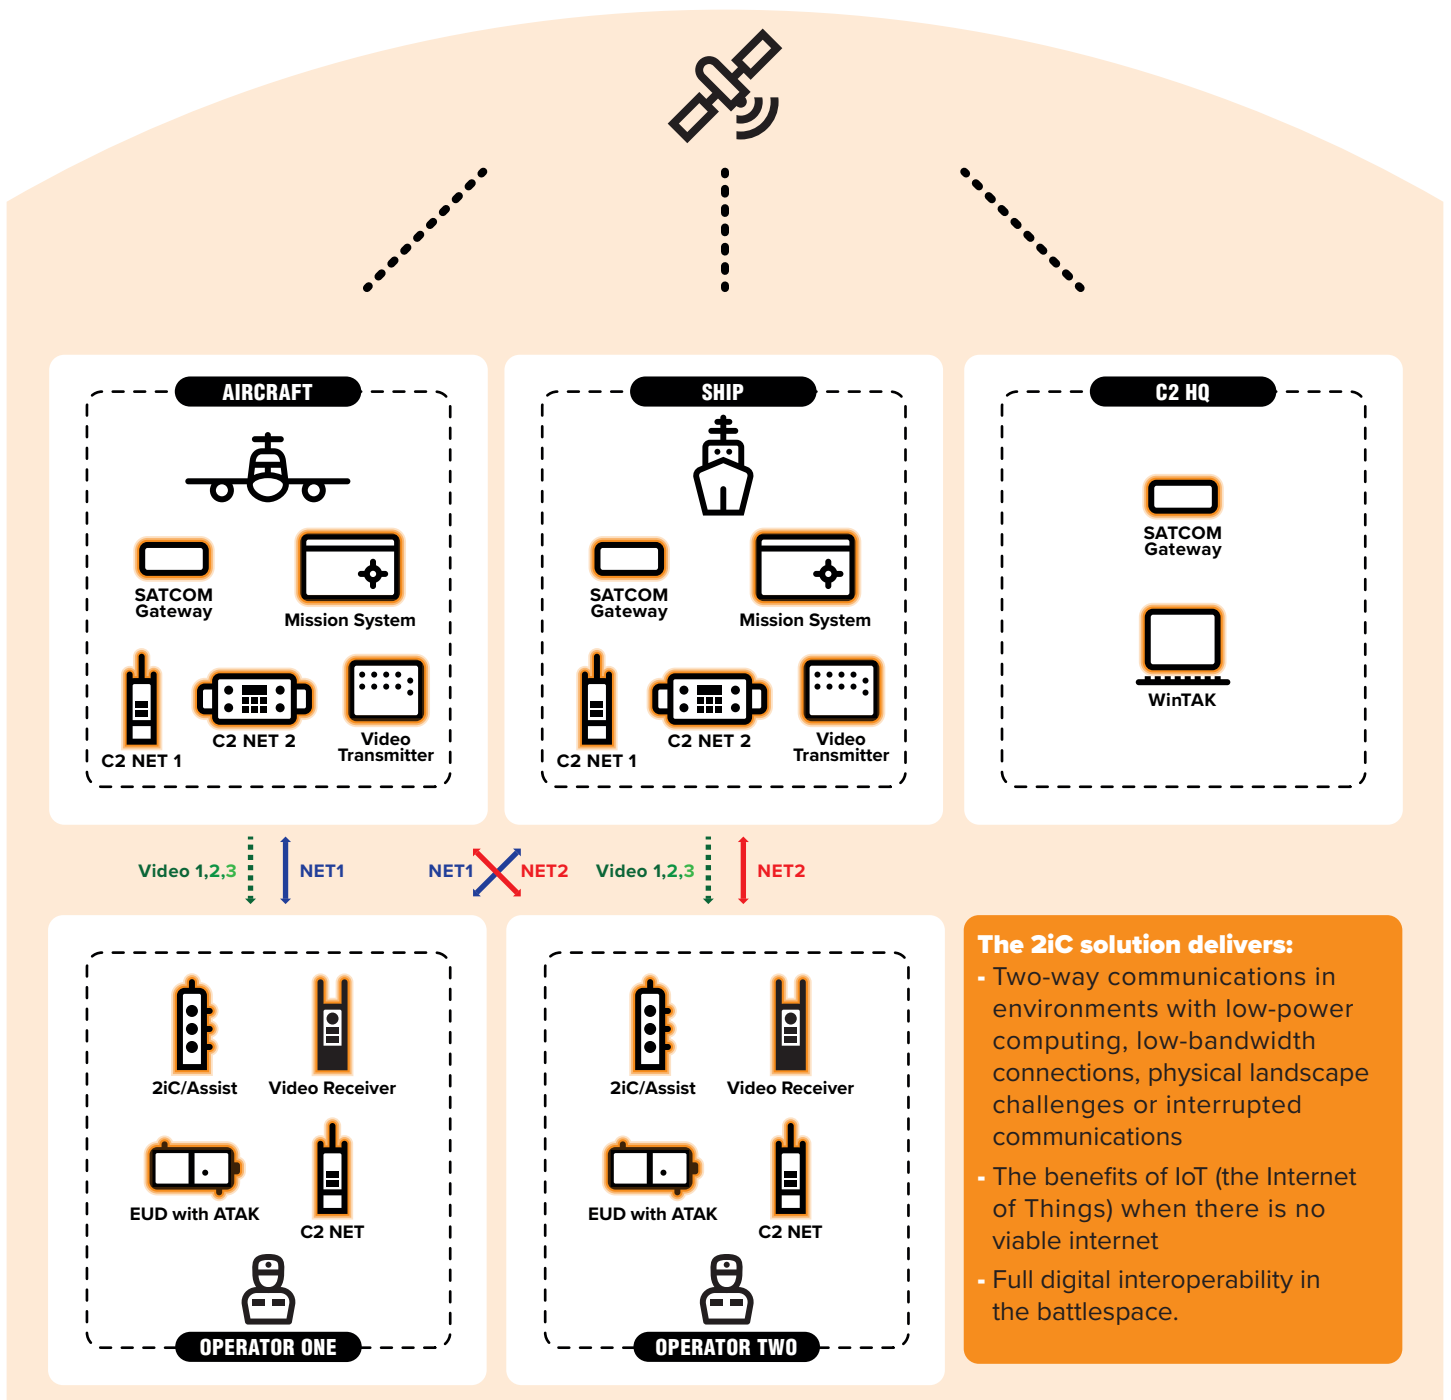 AIRCRAFT
SATCOM
Gateway
Mission System
C2 NET 1
C2 NET 2
Video
Transmitter
SHIP
SATCOM
Gateway
Mission System
C2 NET 1
C2 NET 2
Video
Transmitter
C2 HQ
SATCOM
Gateway
WinTAK
Video 1,2,3
NET1
NET1
NET2
Video 1,2,3
NET2
2iC/Assist
Video Receiver
EUD with ATAK
C2 NET
OPERATOR ONE
2iC/Assist
Video Receiver
EUD with ATAK
C2 NET
OPERATOR TWO
The 2iC solution delivers:
- Two-way communications in
environments with low-power
computing, low-bandwidth
connections, physical landscape
challenges or interrupted
communications
- The benefits of IoT (the Internet
of Things) when there is no
viable internet
- Full digital interoperability in
the battlespace.